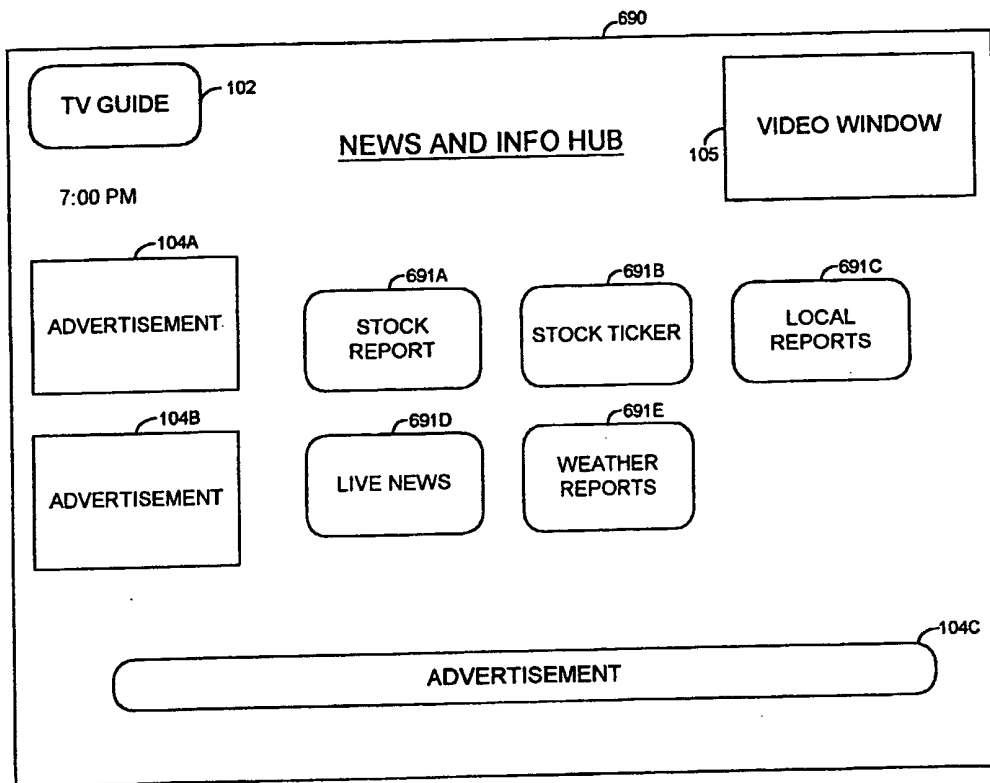 690
TV GUIDE
102
NEWS AND INFO HUB
105
VIDEO WINDOW
7:00 PM
104A
ADVERTISEMENT
691A
STOCK
REPORT
691B
STOCK TICKER
691C
LOCAL
REPORTS
104B
ADVERTISEMENT
691D
LIVE NEWS
691E
WEATHER
REPORTS
104C
ADVERTISEMENT